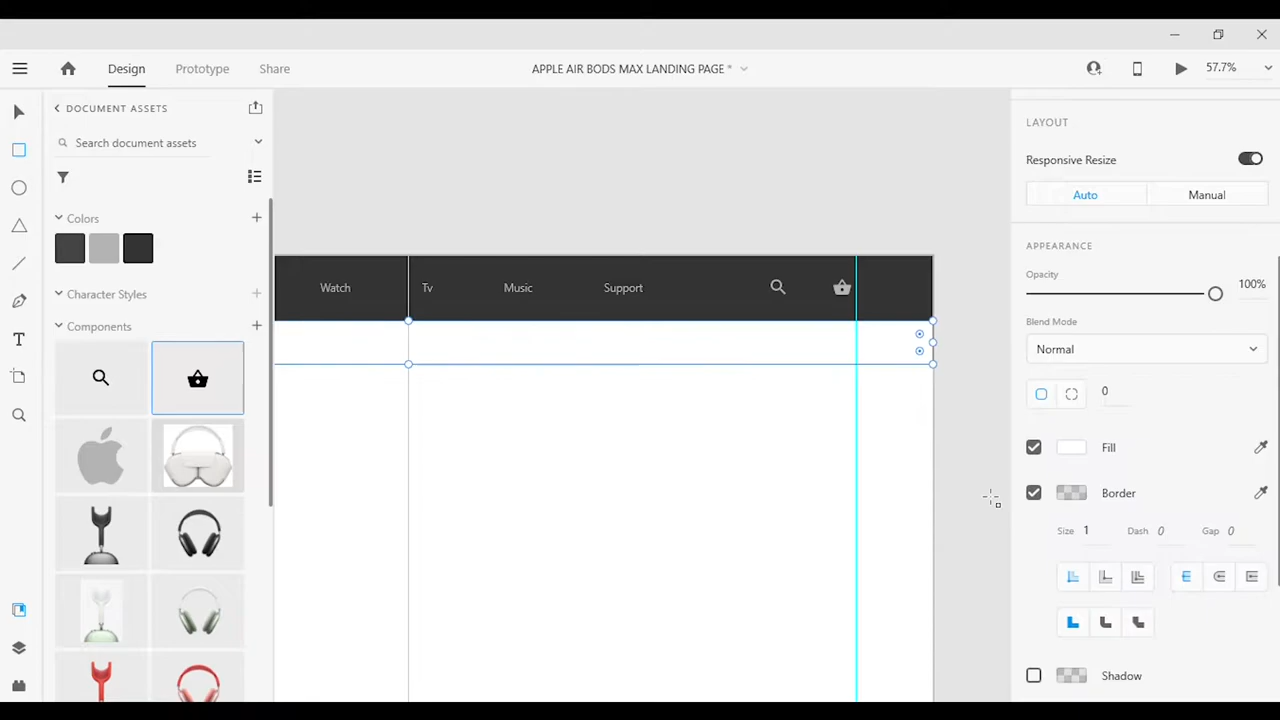 Design
Prototype
Share
APPLE AIR BODS MAX LANDING PAGE *
57.7%
DOCUMENT ASSETS
Search document assets
Colors
Character Styles
Components
Watch
Tv
Music
Support
LAYOUT
Responsive Resize
Auto
Manual
APPEARANCE
Opacity
100%
Blend Mode
Normal
0
Fill
Border
Size 1 Dash 0 Gap 0
Shadow